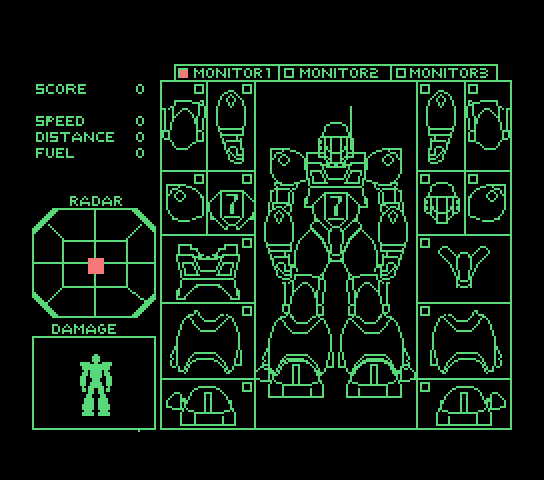 MONITOR1 MONITOR2 MONITOR3
SCORE 0
SPEED 0
DISTANCE 0
FUEL 0
RADAR
7
7
DAMAGE